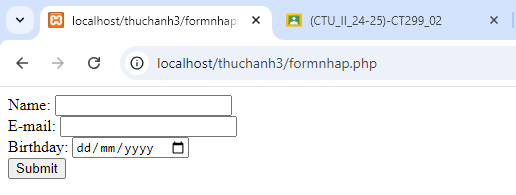 localhost/thuchanh3/formnhap
(CTU_II_24-25)-CT299_02
localhost/thuchanh3/formnhap.php
Name:
E-mail:
Birthday: dd/mm/yyyy
Submit